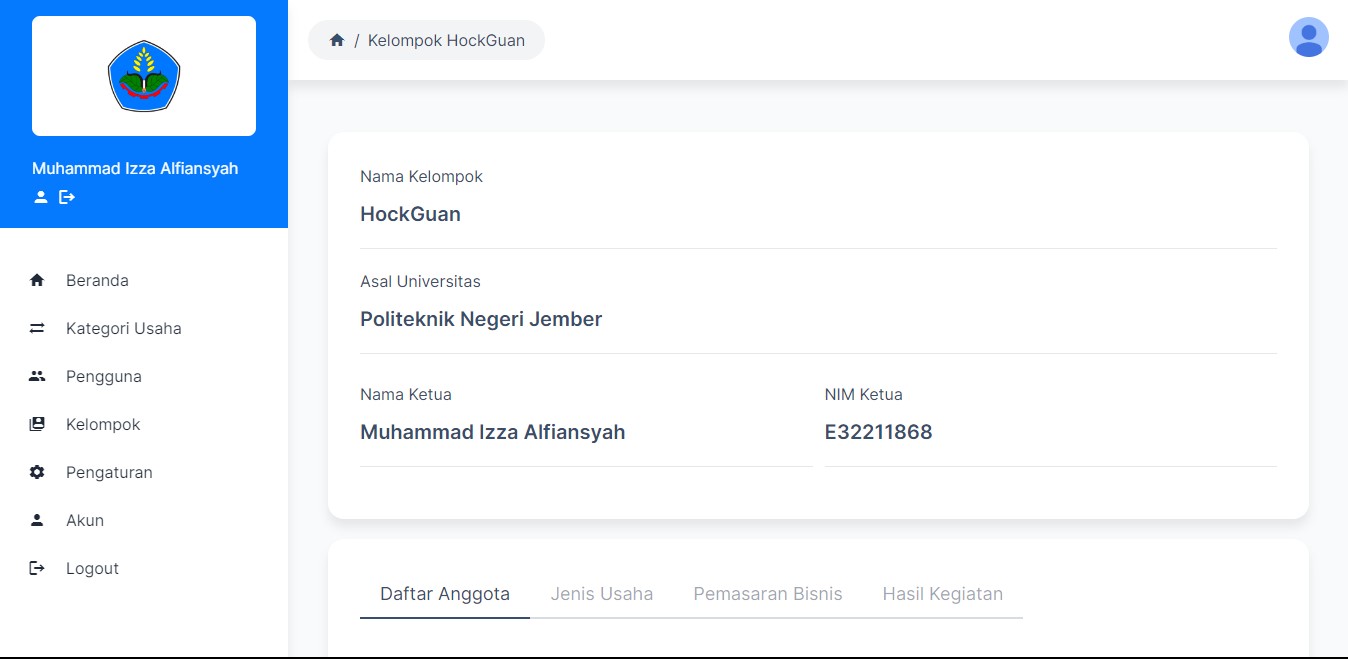 Muhammad Izza Alfiansyah
Beranda
Kategori Usaha
Pengguna
Kelompok
Pengaturan
Akun
Logout
/ Kelompok HockGuan
Nama Kelompok
HockGuan
Asal Universitas
Politeknik Negeri Jember
Nama Ketua
Muhammad Izza Alfiansyah
NIM Ketua
E32211868
Daftar Anggota Jenis Usaha Pemasaran Bisnis Hasil Kegiatan